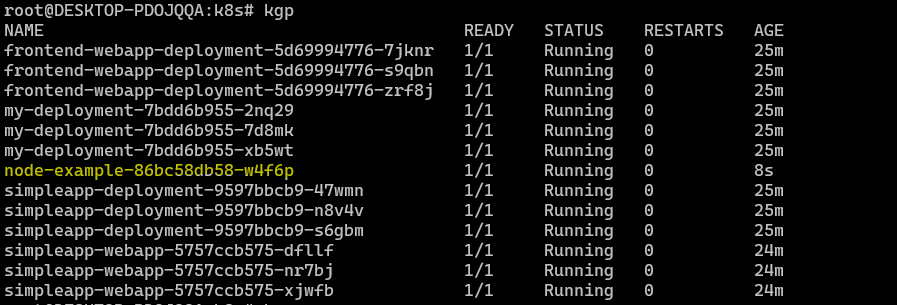 root@DESKTOP-PDOJQQA:k8s# kgp
NAME READY STATUS RESTARTS AGE
frontend-webapp-deployment-5d69994776-7jknr 1/1 Running 0 25m
frontend-webapp-deployment-5d69994776-s9qbn 1/1 Running 0 25m
frontend-webapp-deployment-5d69994776-zrf8j 1/1 Running 0 25m
my-deployment-7bdd6b955-2nq29 1/1 Running 0 25m
my-deployment-7bdd6b955-7d8mk 1/1 Running 0 25m
my-deployment-7bdd6b955-xb5wt 1/1 Running 0 25m
node-example-86bc58db58-w4f6p 1/1 Running 0 8s
simpleapp-deployment-9597bbcb9-47wmn 1/1 Running 0 25m
simpleapp-deployment-9597bbcb9-n8v4v 1/1 Running 0 25m
simpleapp-deployment-9597bbcb9-s6gbm 1/1 Running 0 25m
simpleapp-webapp-5757ccb575-dfllf 1/1 Running 0 24m
simpleapp-webapp-5757ccb575-nr7bj 1/1 Running 0 24m
simpleapp-webapp-5757ccb575-xjwfb 1/1 Running 0 24m